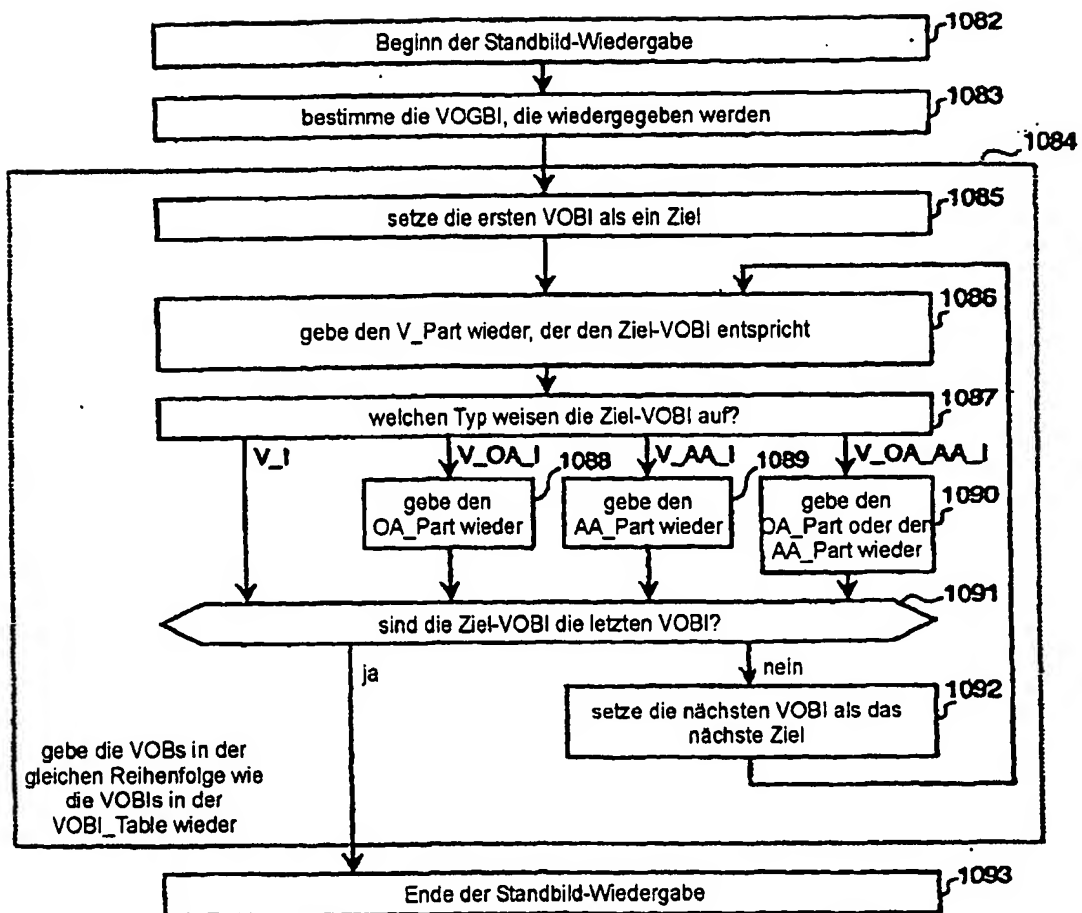 Beginn der Standbild-Wiedergabe
1082
bestimme die VOGBI, die wiedergegeben werden
1083
1084
setze die ersten VOBI als ein Ziel
1085
gebe den V_Part wieder, der den Ziel-VOBI entspricht
1086
welchen Typ weisen die Ziel-VOBI auf?
1087
V_I
V_OA_I
1088
V_AA_I
1089
V_OA_AA_I
gebe den
OA_Part wieder
gebe den
AA_Part wieder
gebe den
OA_Part oder den
AA_Part wieder
1090
1091
sind die Ziel-VOBI die letzten VOBI?
ja
nein
1092
setze die nächsten VOBI als das
nächste Ziel
gebe die VOBs in der
gleichen Reihenfolge wie
die VOBIs in der
VOBI_Table wieder
Ende der Standbild-Wiedergabe
1093